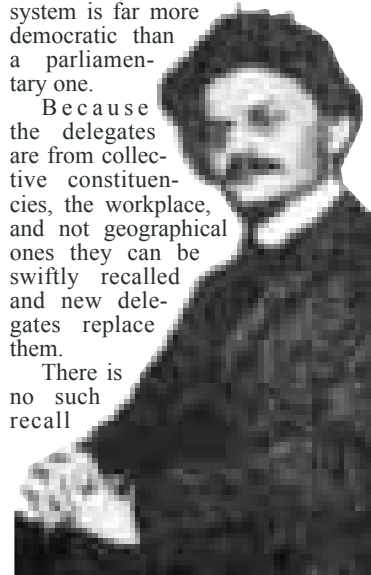 system is far more
democratic than
a parliamen-
tary one.
Because
the delegates
are from collec-
tive constituen-
cies, the workplace,
and not geographical
ones they can be
swiftly recalled
and new dele-
gates replace
them.
There is
no such
recall